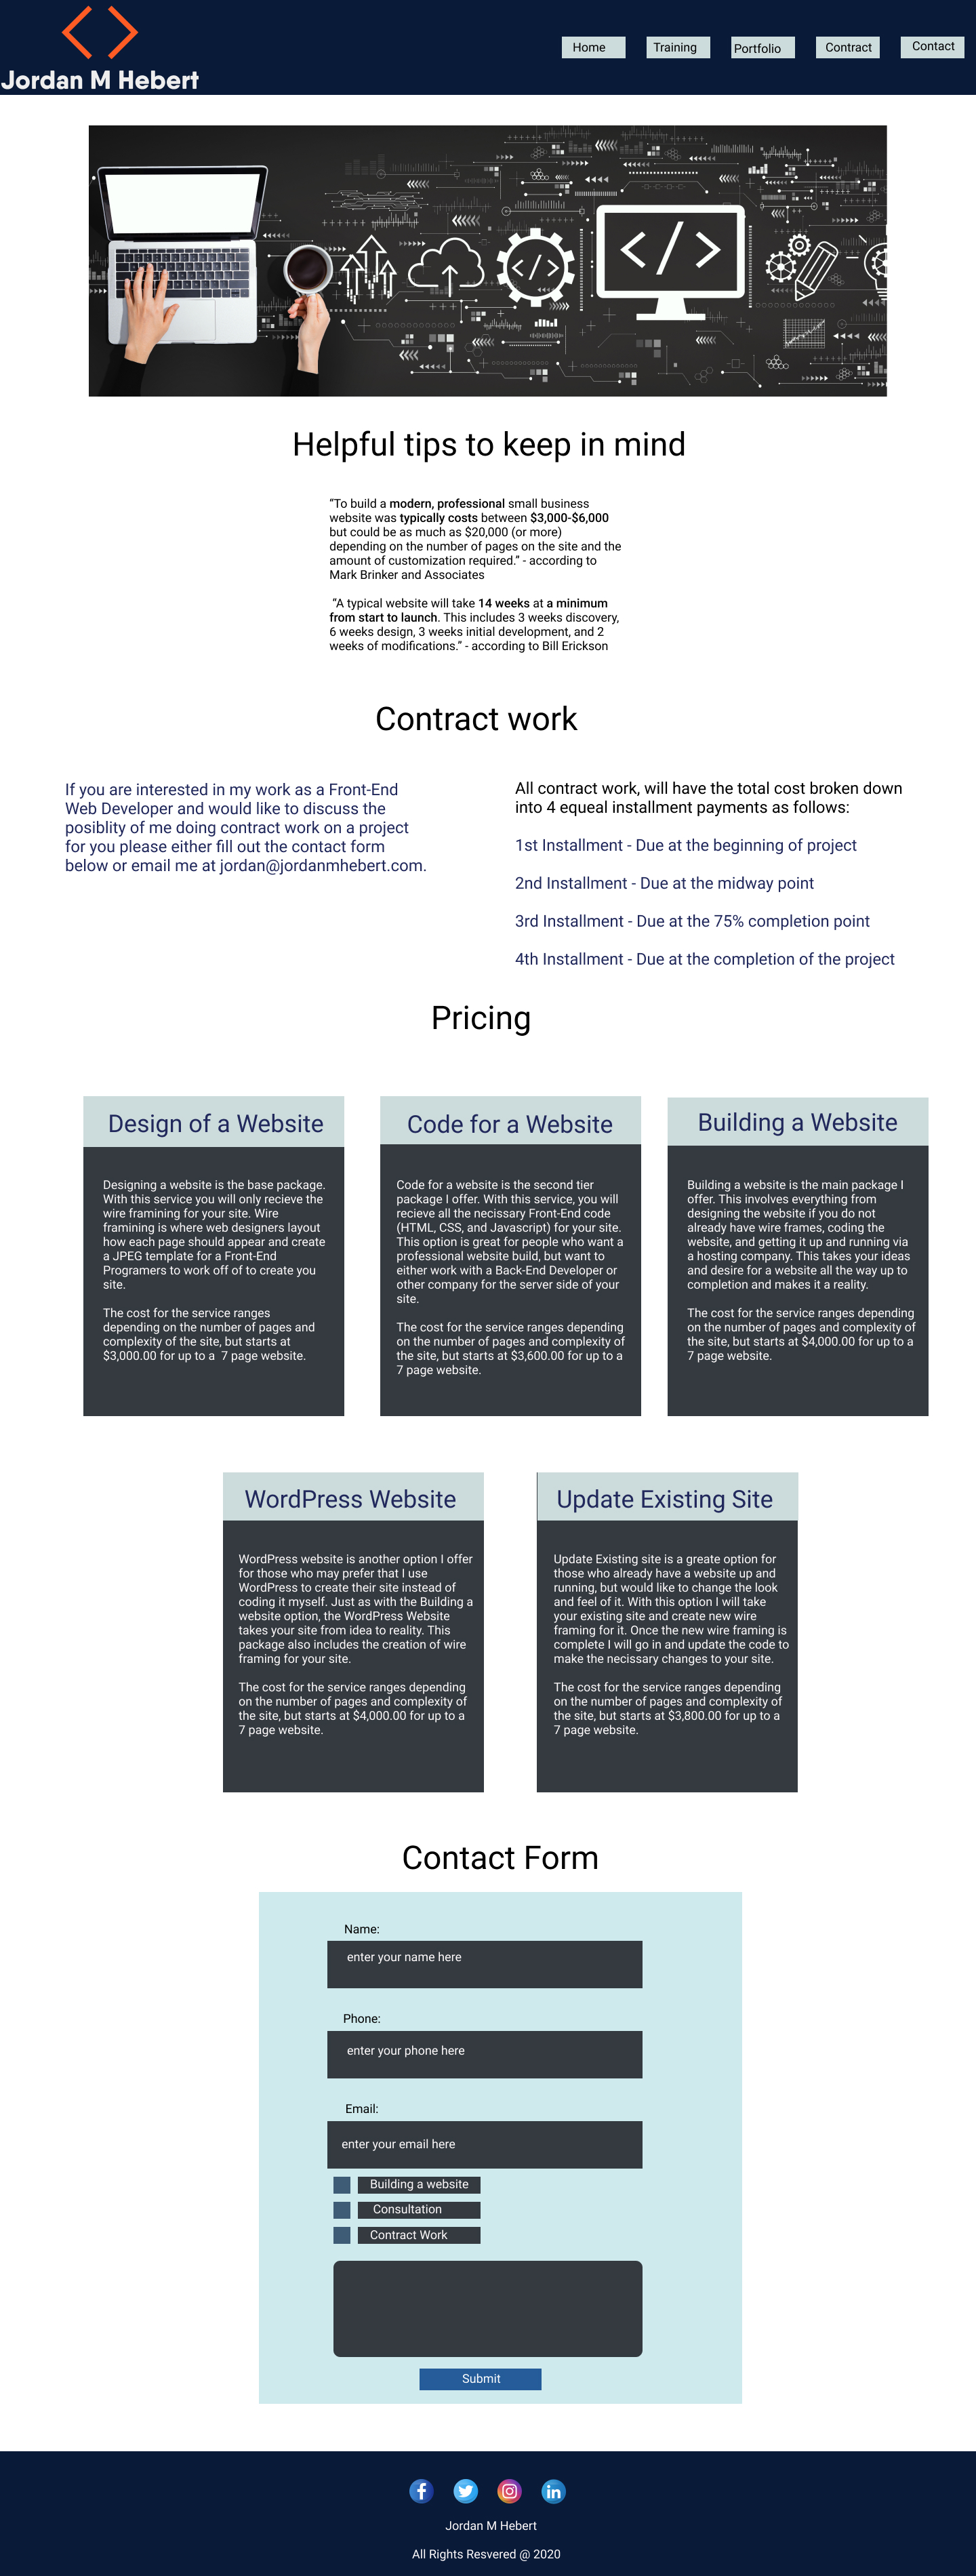 Jordan M Hebert
Home
Training
Portfolio
Contract
Contact
</>
</>
Helpful tips to keep in mind
“To build a modern, professional small business
website was typically costs between $3,000-$6,000
but could be as much as $20,000 (or more)
depending on the number of pages on the site and the
amount of customization required.” - according to
Mark Brinker and Associates
“A typical website will take 14 weeks at a minimum
from start to launch. This includes 3 weeks discovery,
6 weeks design, 3 weeks initial development, and 2
weeks of modifications.” - according to Bill Erickson
Contract work
If you are interested in my work as a Front-End
Web Developer and would like to discuss the
posiblity of me doing contract work on a project
for you please either fill out the contact form
below or email me at jordan@jordanmhebert.com.
All contract work, will have the total cost broken down
into 4 equeal installment payments as follows:
1st Installment - Due at the beginning of project
2nd Installment - Due at the midway point
3rd Installment - Due at the 75% completion point
4th Installment - Due at the completion of the project
Pricing
Design of a Website
Designing a website is the base package.
With this service you will only recieve the
wire framining for your site. Wire
framining is where web designers layout
how each page should appear and create
a JPEG template for a Front-End
Programers to work off of to create you
site.
The cost for the service ranges
depending on the number of pages and
complexity of the site, but starts at
$3,000.00 for up to a  7 page website.
Code for a Website
Code for a website is the second tier
package I offer. With this service, you will
recieve all the necissary Front-End code
(HTML, CSS, and Javascript) for your site.
This option is great for people who want a
professional website build, but want to
either work with a Back-End Developer or
other company for the server side of your
site.
The cost for the service ranges depending
on the number of pages and complexity of
the site, but starts at $3,600.00 for up to a
7 page website.
Building a Website
Building a website is the main package I
offer. This involves everything from
designing the website if you do not
already have wire frames, coding the
website, and getting it up and running via
a hosting company. This takes your ideas
and desire for a website all the way up to
completion and makes it a reality.
The cost for the service ranges depending
on the number of pages and complexity of
the site, but starts at $4,000.00 for up to a
7 page website.
WordPress Website
WordPress website is another option I offer
for those who may prefer that I use
WordPress to create their site instead of
coding it myself. Just as with the Building a
website option, the WordPress Website
takes your site from idea to reality. This
package also includes the creation of wire
framing for your site.
The cost for the service ranges depending
on the number of pages and complexity of
the site, but starts at $4,000.00 for up to a
7 page website.
Update Existing Site
Update Existing site is a greate option for
those who already have a website up and
running, but would like to change the look
and feel of it. With this option I will take
your existing site and create new wire
framing for it. Once the new wire framing is
complete I will go in and update the code to
make the necissary changes to your site.
The cost for the service ranges depending
on the number of pages and complexity of
the site, but starts at $3,800.00 for up to a
7 page website.
Contact Form
Name:
enter your name here
Phone:
enter your phone here
Email:
enter your email here
Building a website
Consultation
Contract Work
Submit
Jordan M Hebert
All Rights Resvered @ 2020